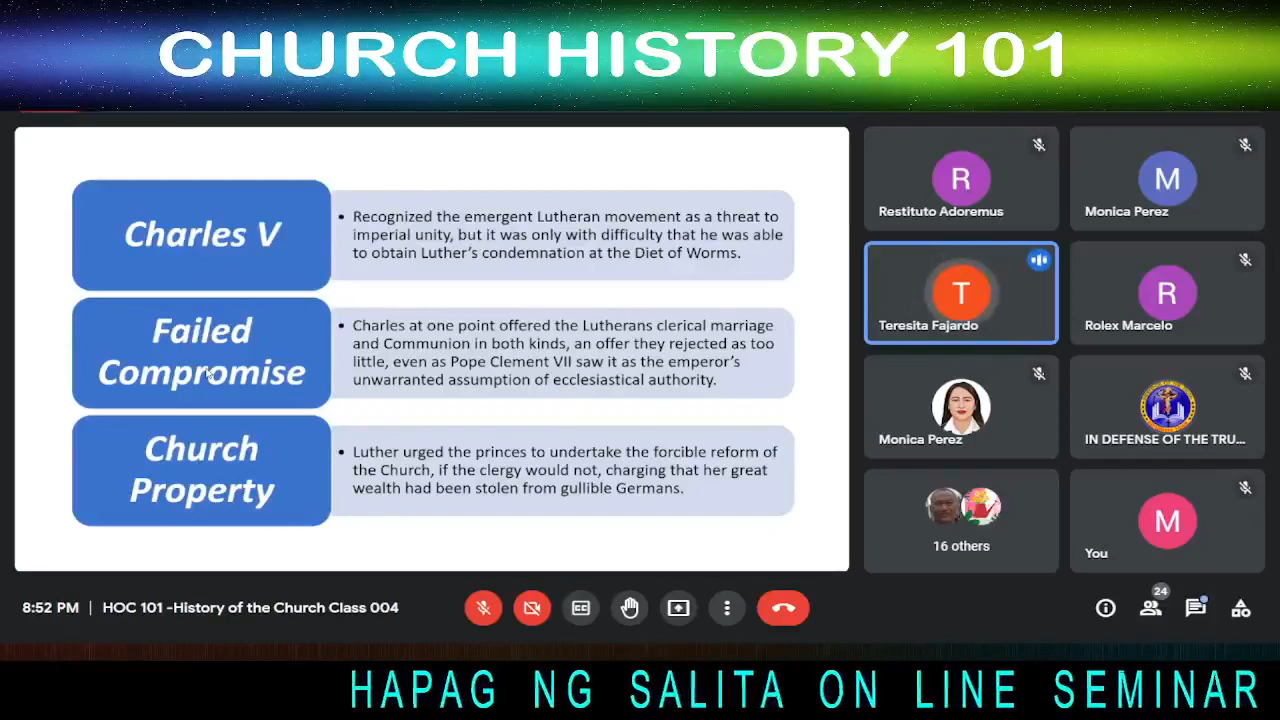 CHURCH HISTORY 101
Charles V
• Recognized the emergent Lutheran movement as a threat to
imperial unity, but it was only with difficulty that he was able
to obtain Luther's condemnation at the Diet of Worms.
Failed
Compromise
• Charles at one point offered the Lutherans clerical marriage
and Communion in both kinds, an offer they rejected as too
little, even as Pope Clement VII saw it as the emperor's
unwarranted assumption of ecclesiastical authority.
Church
Property
• Luther urged the princes to undertake the forcible reform of
the Church, if the clergy would not, charging that her great
wealth had been stolen from gullible Germans.
R
Restituto Adoremus
M
Monica Perez
T
Teresita Fajardo
R
Rolex Marcelo
Monica Perez
IN DEFENSE OF THE TRU...
16 others
M
You
8:52 PM | HOC 101 -History of the Church Class 004
CC
24
HAPAG NG SALITA ON LINE SEMINAR